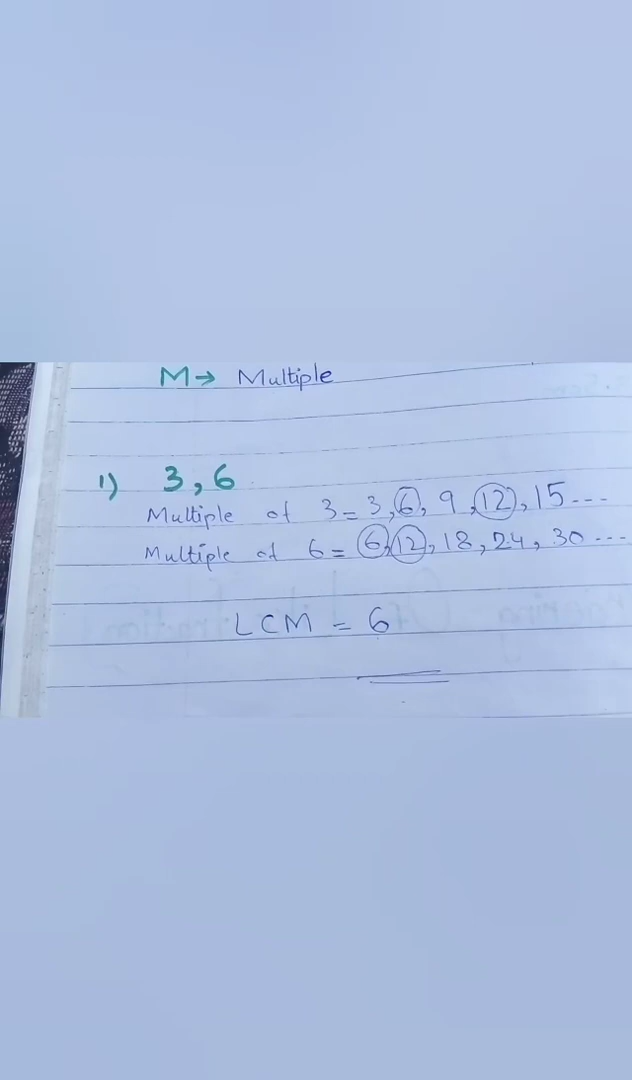 M→ Multiple
1) 3, 6
Multiple of 3 = 3, 6, 9, 12, 15 ---
Multiple of 6 = 6, 12, 18, 24, 30 ---
LCM = 6